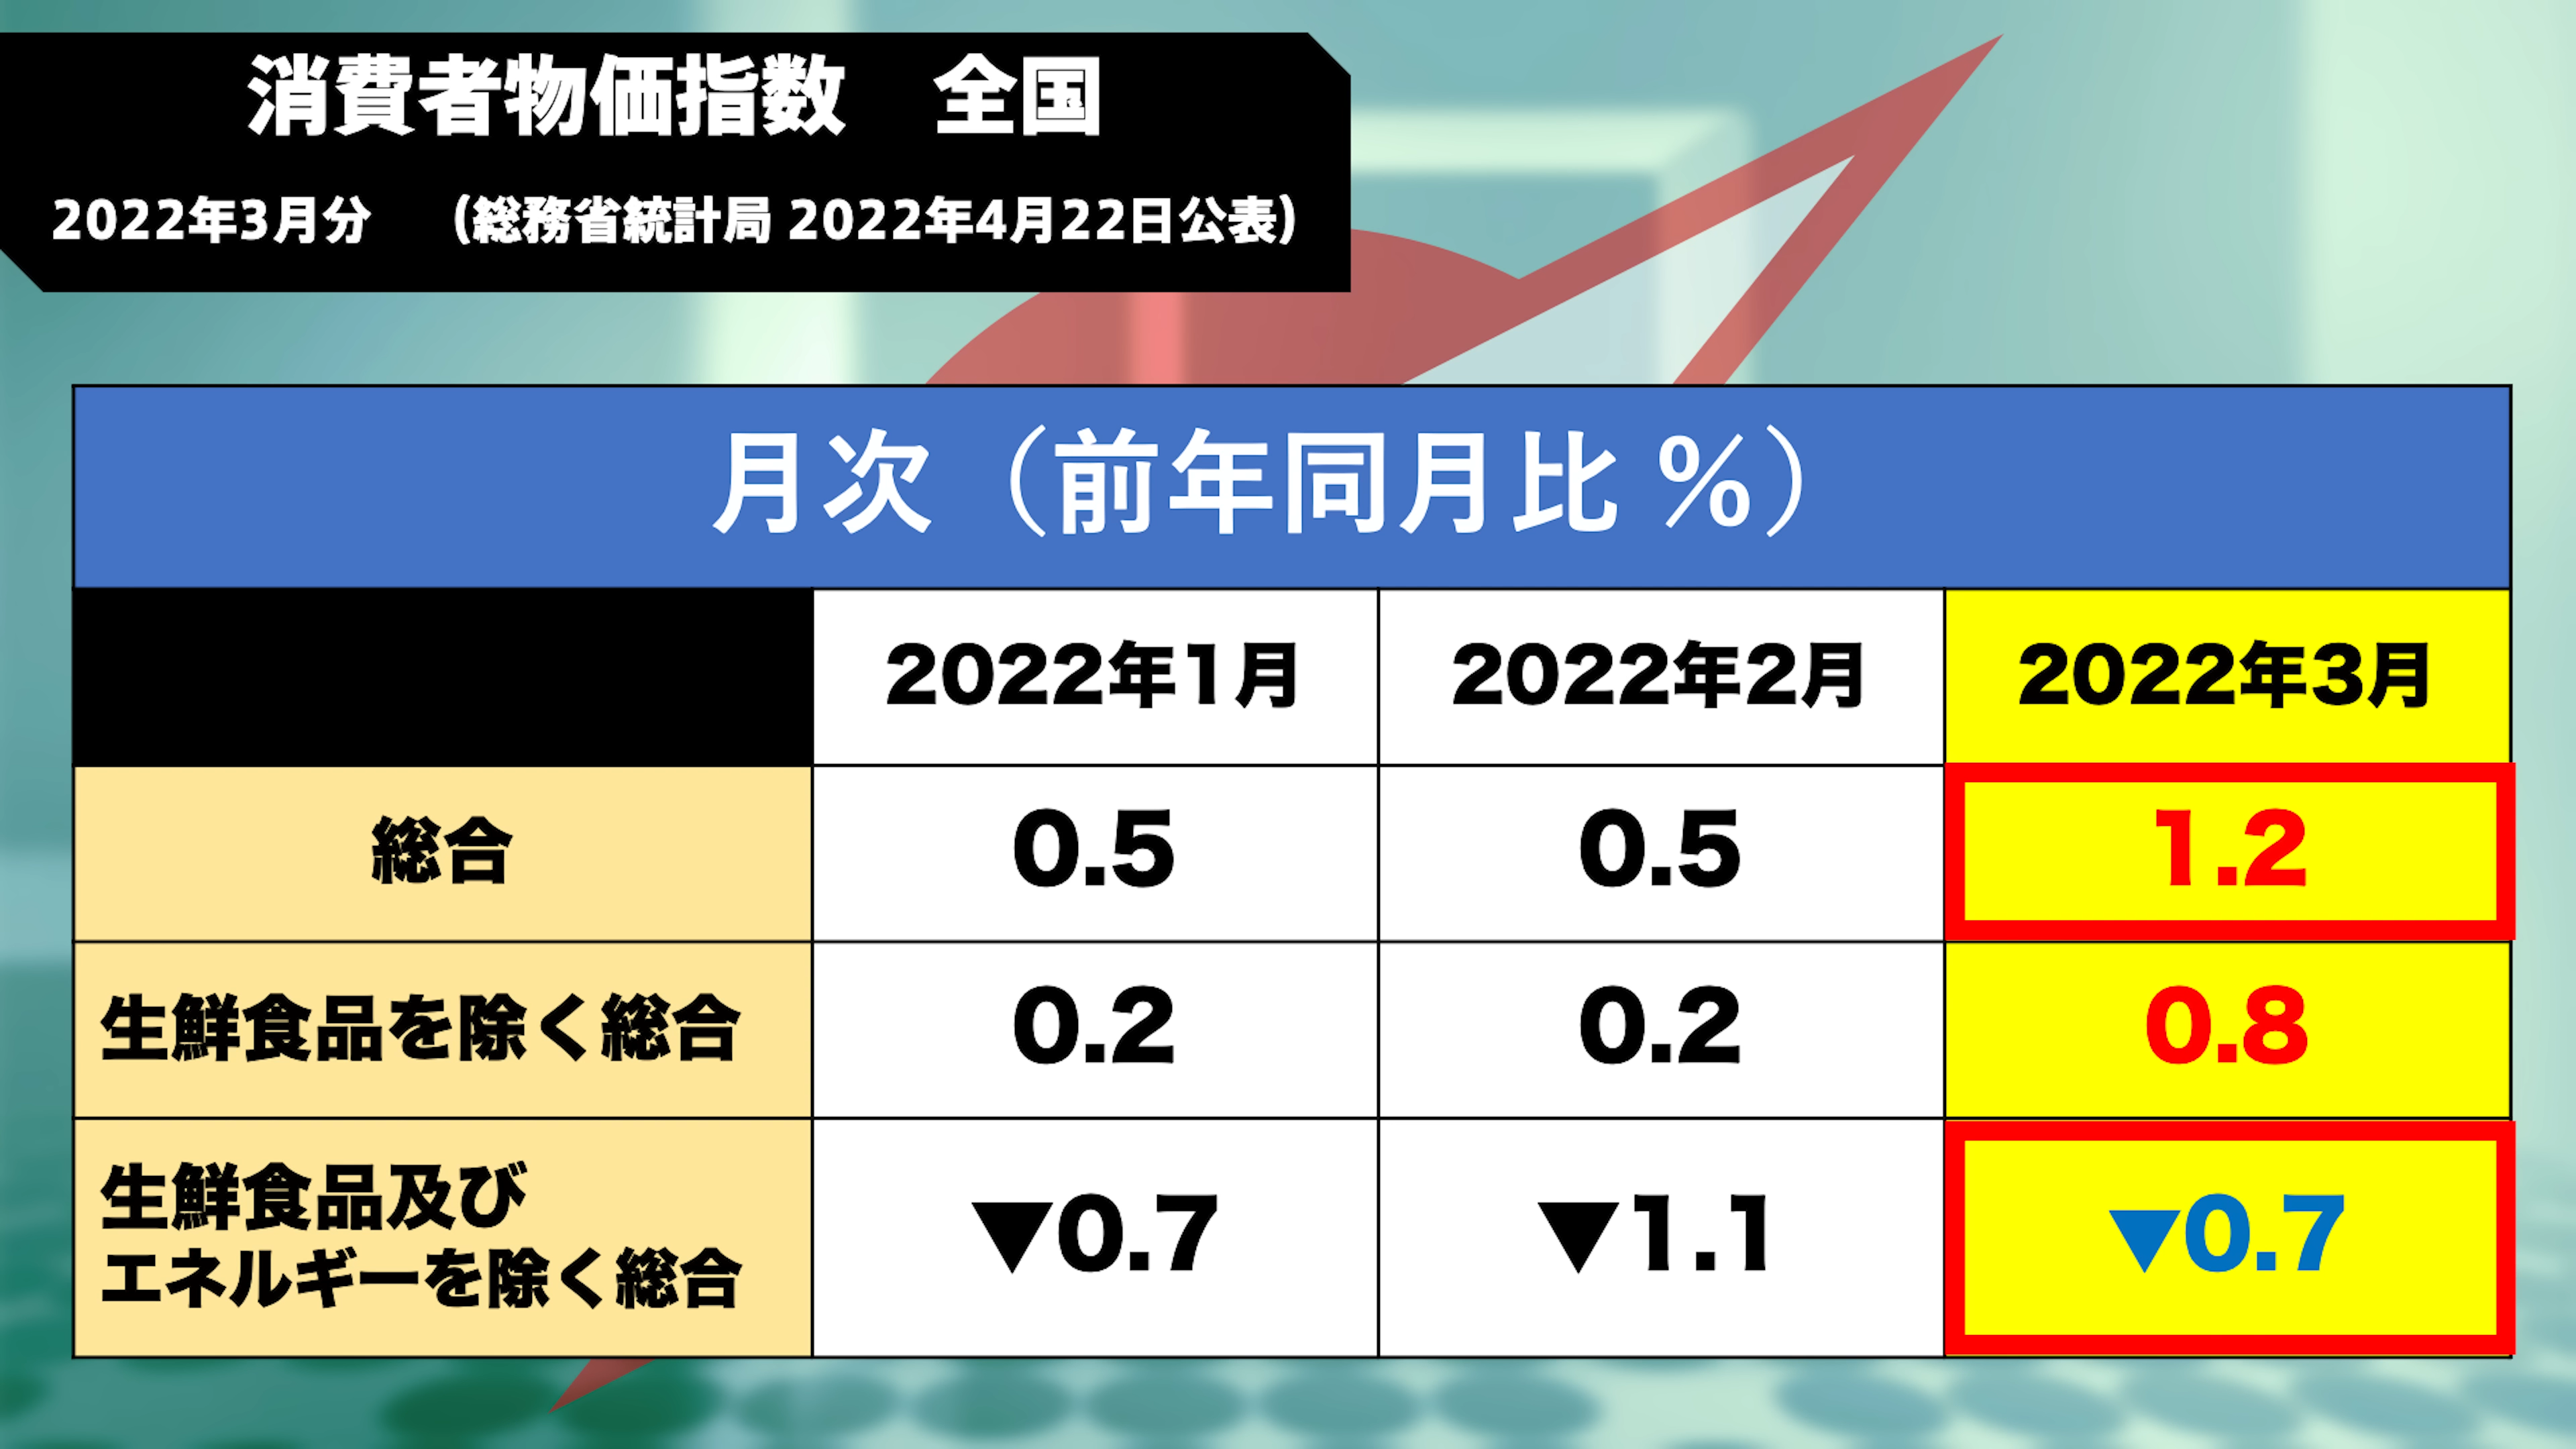 消費者物価指数　全国
2022年3月分　（総務省統計局 2022年4月22日公表）
月次（前年同月比 %）
2022年1月 2022年2月 2022年3月
総合 0.5 0.5 1.2
生鮮食品を除く総合 0.2 0.2 0.8
生鮮食品及び
エネルギーを除く総合 ▼0.7 ▼1.1 ▼0.7